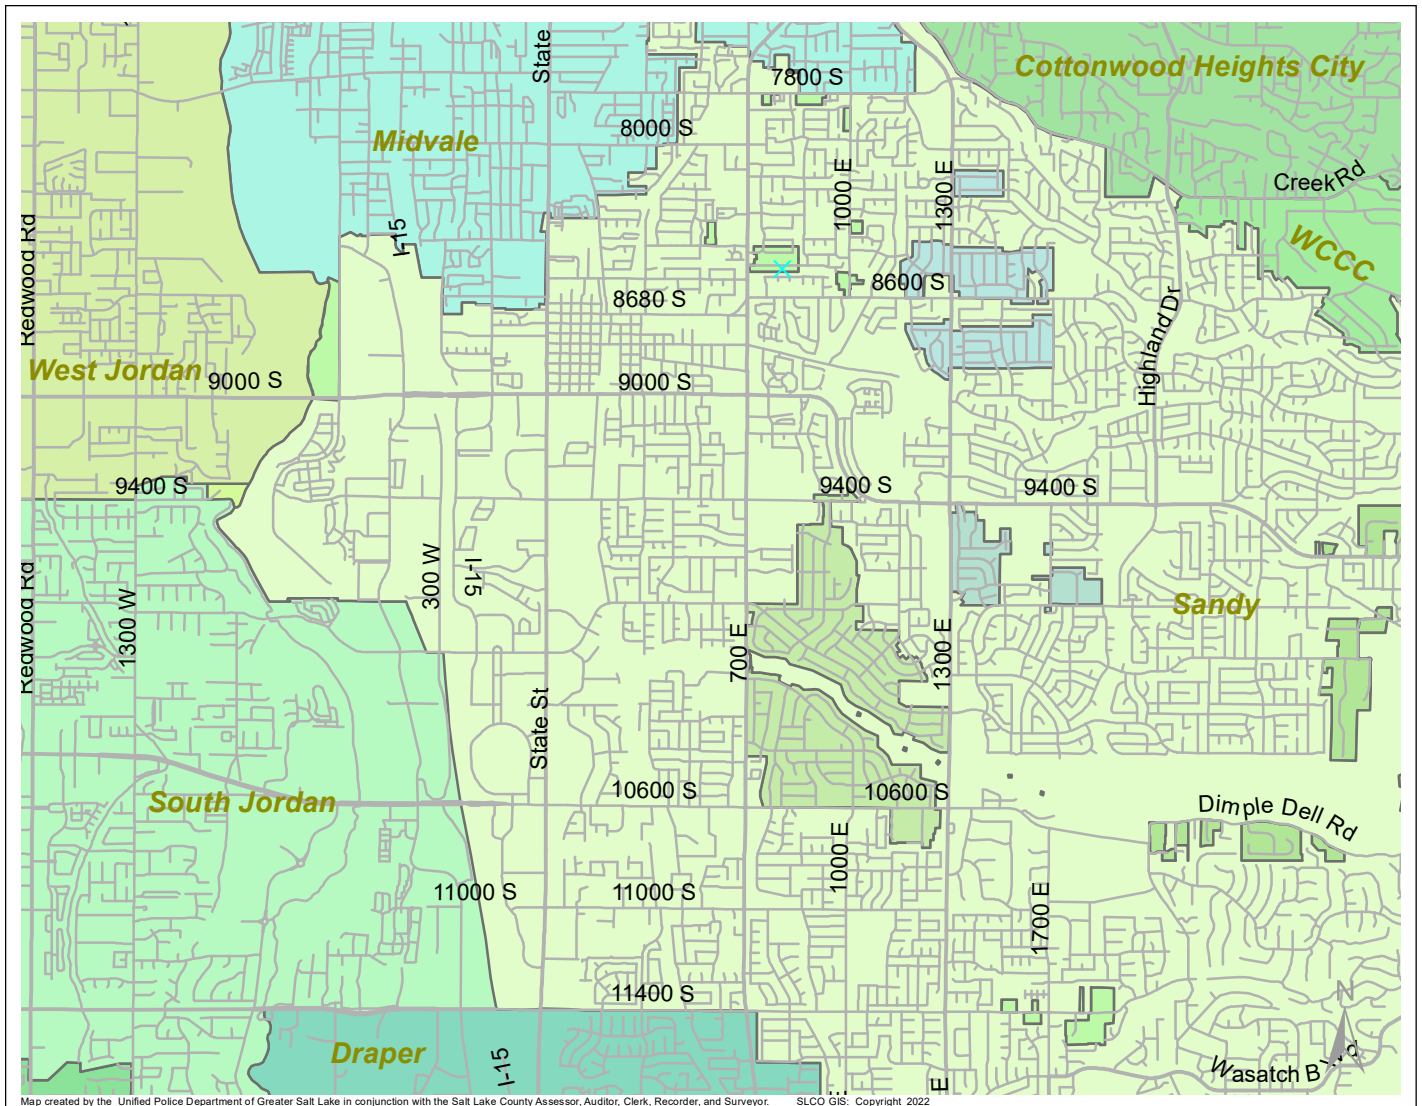 State
7800 S
Cottonwood Heights City
8000 S
Midvale
1000 E
1300 E
Creek Rd
Redwood Rd
I-15
WCCC
8600 S
8680 S
Highland Dr
West Jordan
9000 S
9000 S
9400 S
9400 S
9400 S
300 W
I-15
Redwood Rd
1300 W
Sandy
700 E
1300 E
State St
10600 S
10600 S
South Jordan
Dimple Dell Rd
1000 E
11000 S
11000 S
1700 E
11400 S
N
Draper
I-15
Wasatch Blvd
E
E
Map created by the Unified Police Department of Greater Salt Lake in conjunction with the Salt Lake County Assessor, Auditor, Clerk, Recorder, and Surveyor. SLCO GIS: Copyright 2022